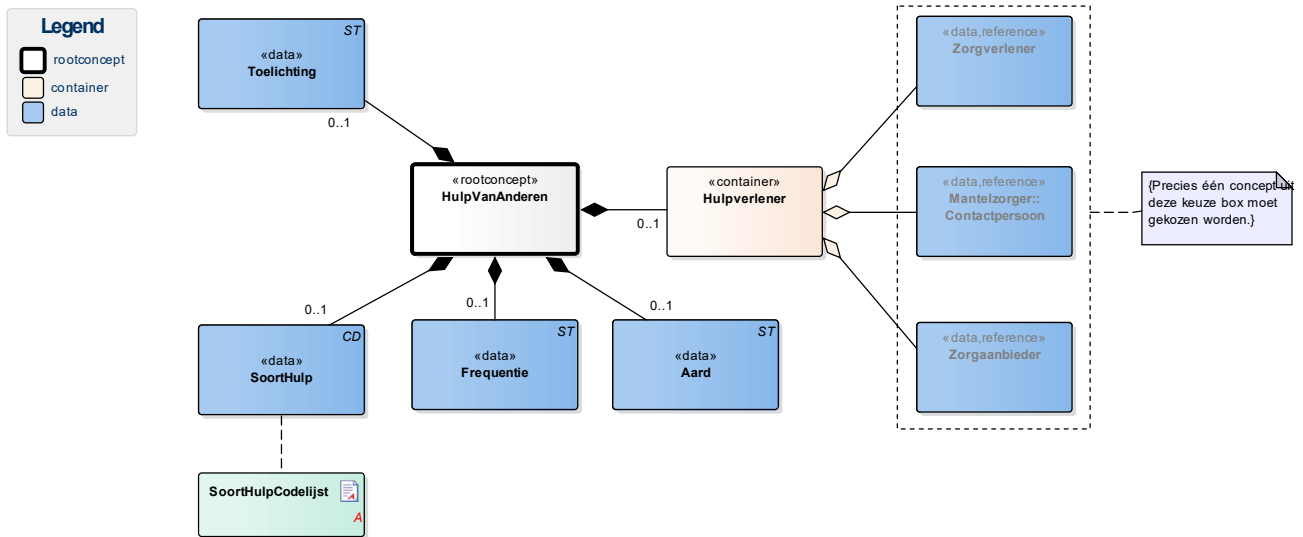 Legend
rootconcept
container
data
ST
«data»
Toelichting
0..1
«rootconcept»
HulpVanAnderen
0..1
«container»
Hulpverlener
«data,reference»
Zorgverlener
«data,reference»
Mantelzorger::
Contactpersoon
«data,reference»
Zorgaanbieder
{Precies één concept uit
deze keuze box moet
gekozen worden.}
0..1
CD
«data»
SoortHulp
0..1
ST
«data»
Frequentie
0..1
ST
«data»
Aard
SoortHulpCodelijst
A